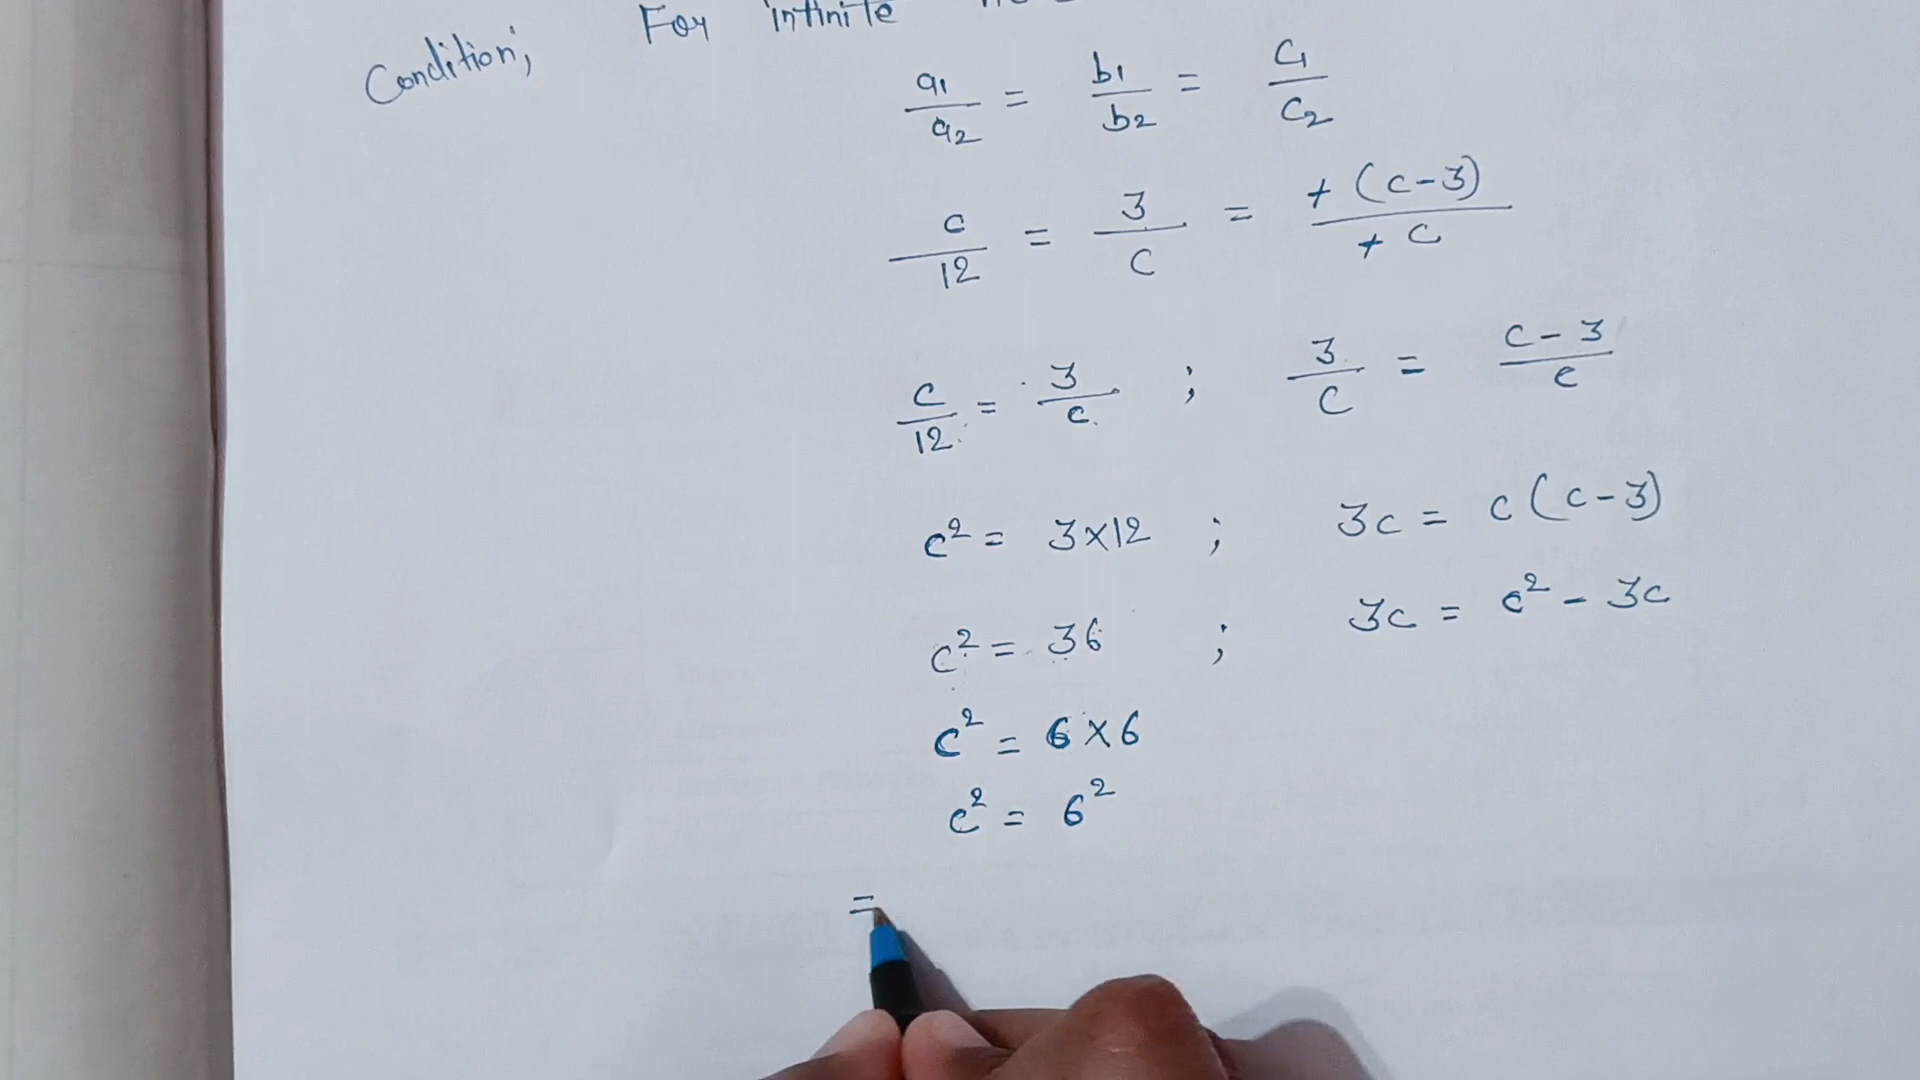 Condition; For infinite
a1/a2 = b1/b2 = C1/C2
c/12 = 3/C = +(c-3)/+C
c/12 = 3/c ; 3/C = c-3/c
c² = 3×12 ; 3c = c(c-3)
c² = 36 ; 3c = c² - 3c
c² = 6×6
c² = 6²
=